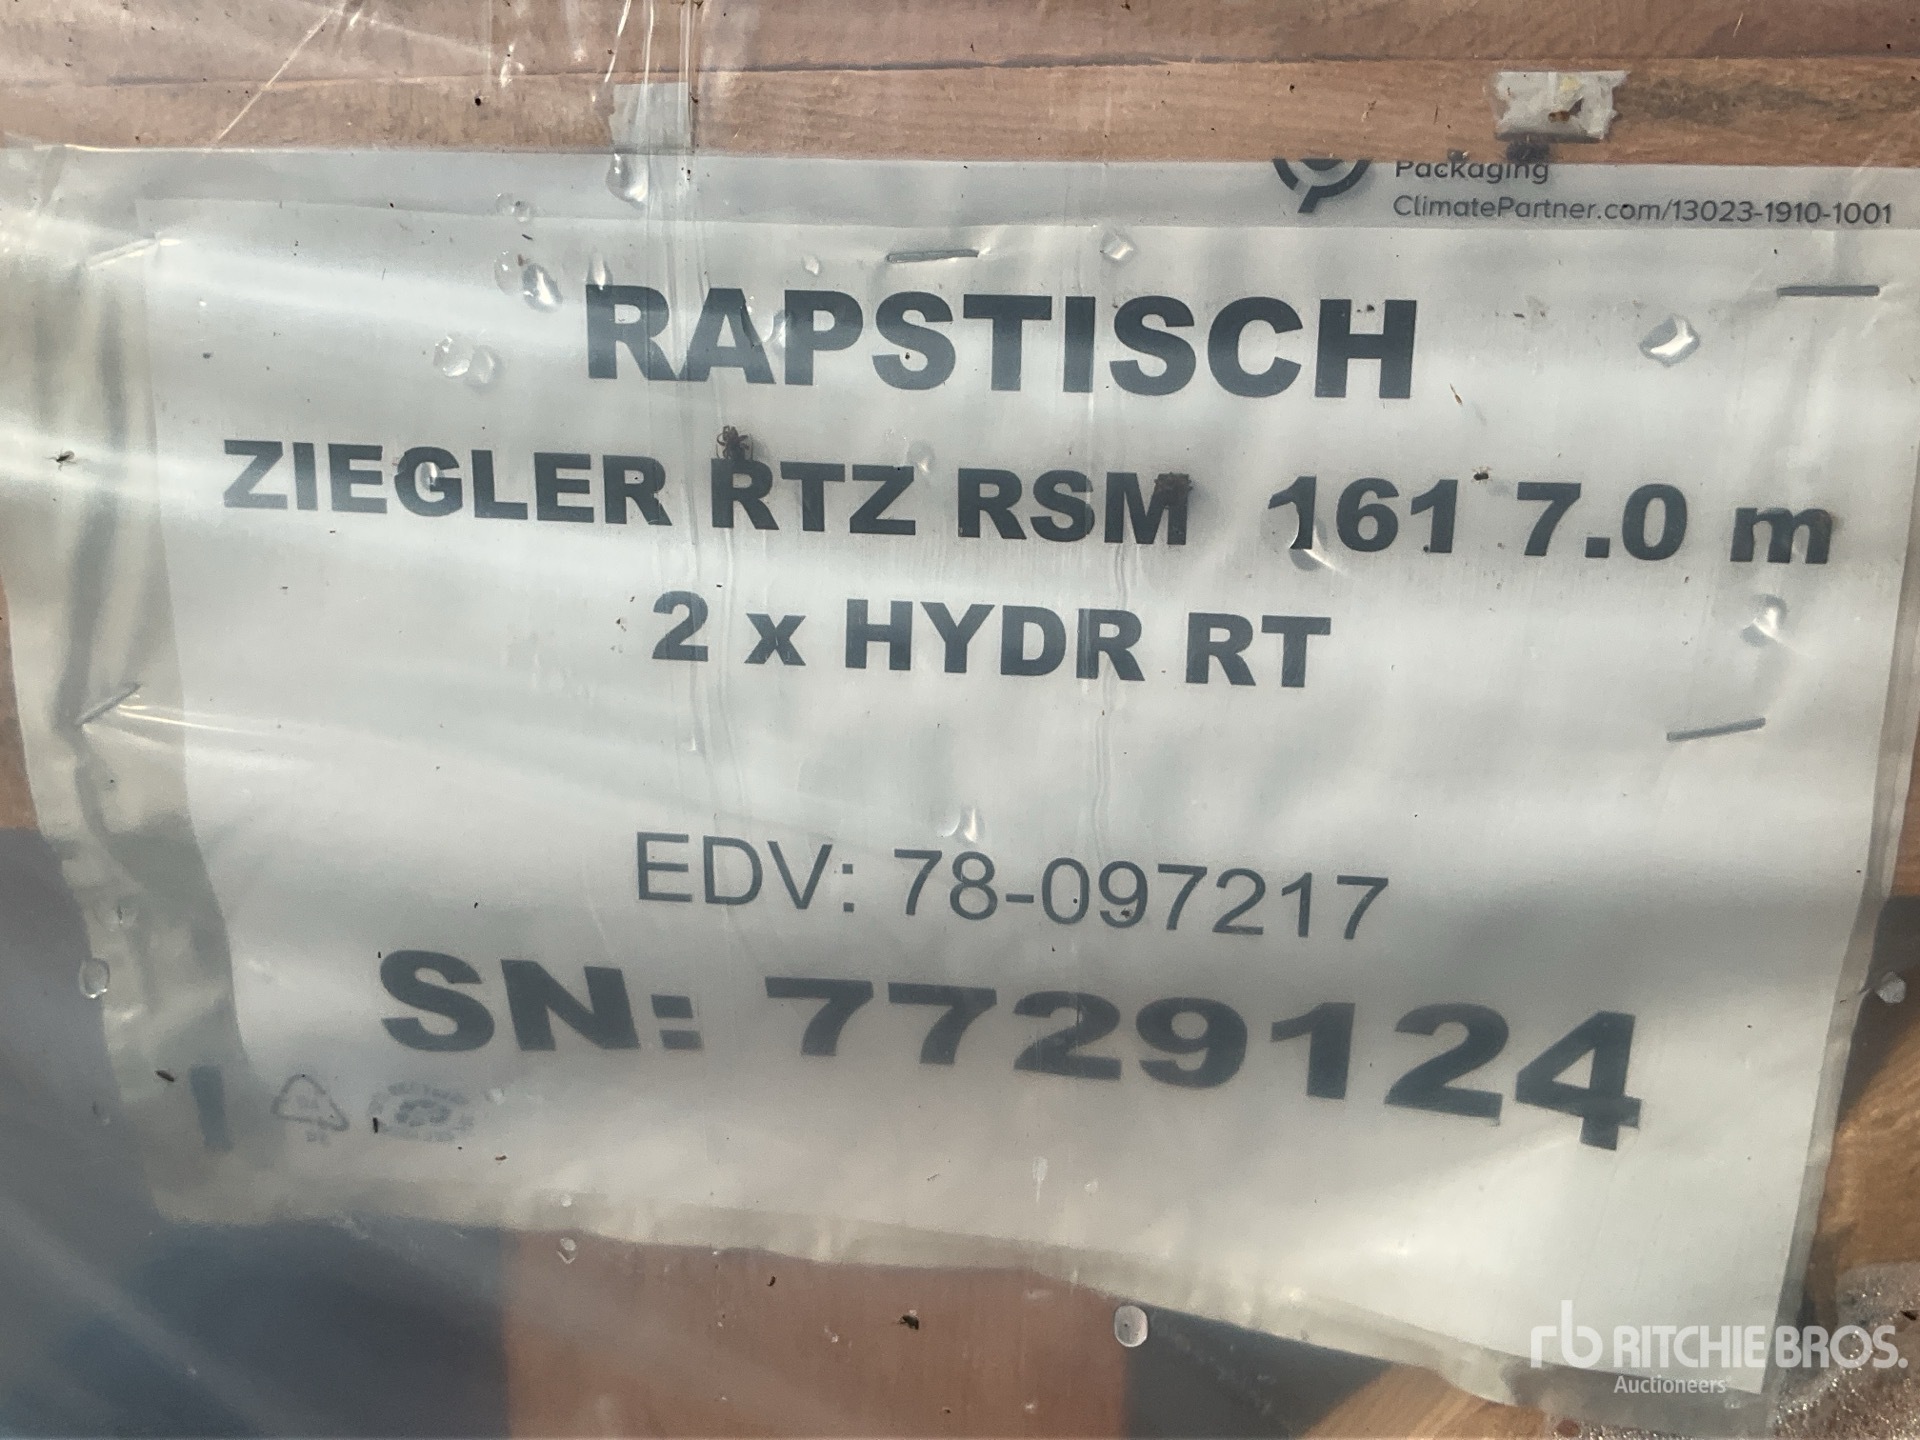 Packaging
ClimatePartner.com/13023-1910-1001
RAPSTISCH
ZIEGLER RTZ RSM 161 7.0 m
2 x HYDR RT
EDV: 78-097217
SN: 7729124
rb RITCHIE BROS.
Auctioneers